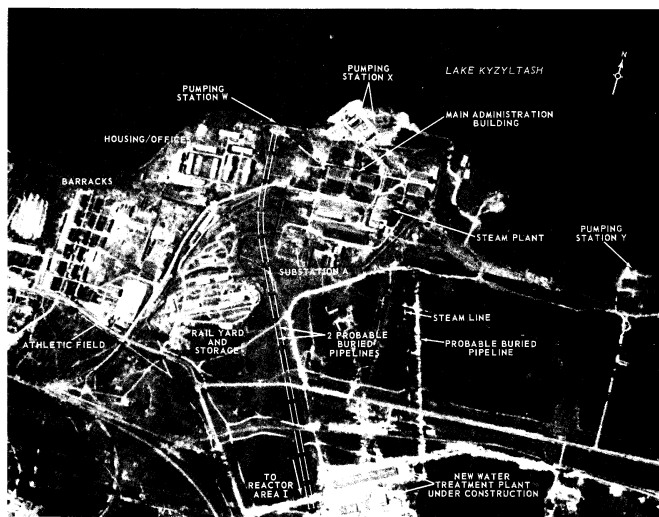 N
LAKE KYZYLTASH
PUMPING
STATION X
PUMPING
STATION W
MAIN ADMINISTRATION
BUILDING
HOUSING/OFFICE
BARRACKS
STEAM PLANT
PUMPING
STATION Y
SUBSTATION A
STEAM LINE
RAIL YARD
AND
STORAGE
2 PROBABLE
BURIED
PIPELINES
PROBABLE BURIED
PIPELINE
ATHLETIC FIELD
TO
REACTOR
AREA I
NEW WATER
TREATMENT PLANT
UNDER CONSTRUCTION